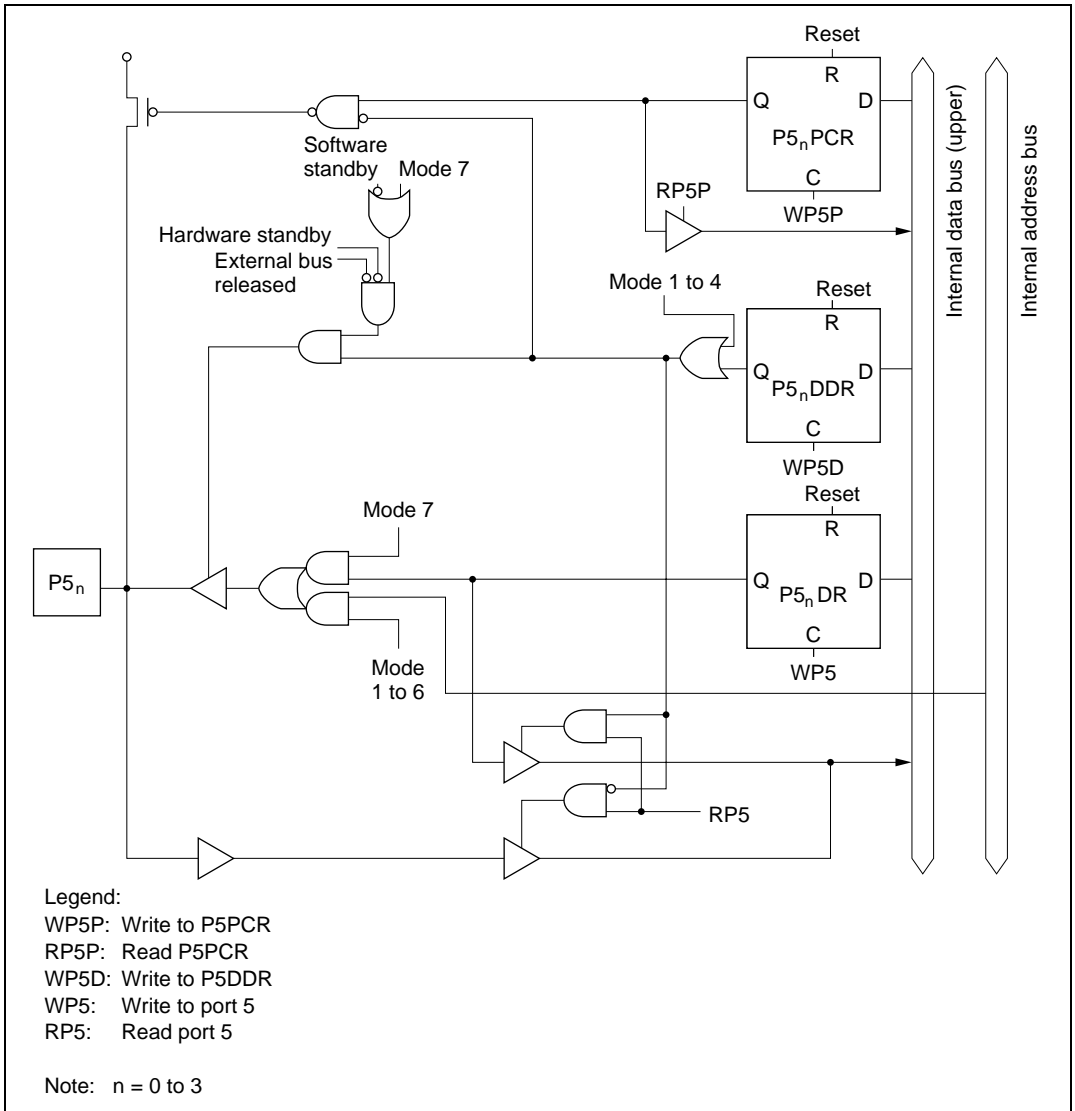 Reset
R
Q
D
P5nPCR
C
WP5P
Internal data bus (upper)
Internal address bus
Software
standby
Mode 7
RP5P
Hardware standby
External bus
released
Mode 1 to 4
Reset
R
Q
D
P5nDDR
C
WP5D
Reset
R
Q
D
P5n DR
C
WP5
Mode 7
P5n
Mode
1 to 6
RP5
Legend:
WP5P: Write to P5PCR
RP5P: Read P5PCR
WP5D: Write to P5DDR
WP5: Write to port 5
RP5: Read port 5
Note: n = 0 to 3